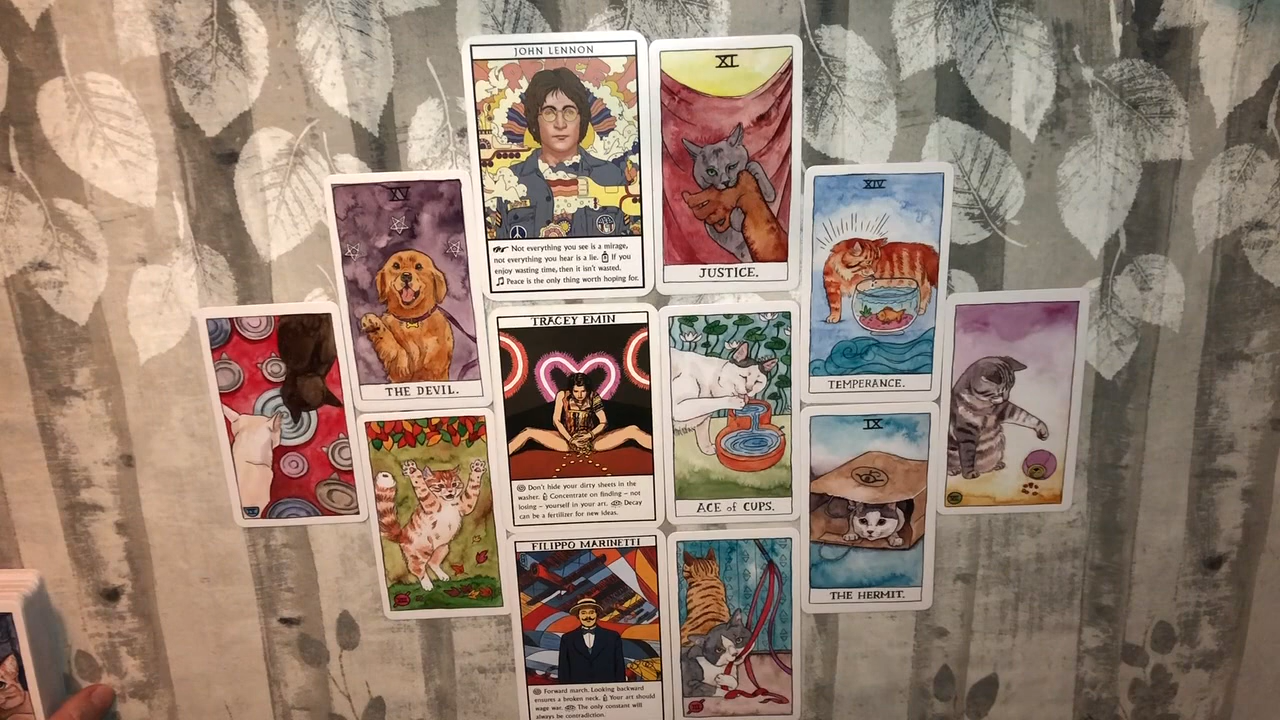 JOHN LENNON
Not everything you see is a mirage,
not everything you hear is a lie. If you
enjoy wasting time, then it isn't wasted.
Peace is the only thing worth hoping for.
XI
JUSTICE.
XV
THE DEVIL.
XIV
TEMPERANCE.
TRACEY EMIN
Don't hide your dirty sheets in the
washer. Concentrate on finding – not
losing – yourself in your art. Decay
can be a fertilizer for new ideas.
ACE of CUPS.
IX
THE HERMIT.
FILIPPO MARINETTI
Forward march. Looking backward
ensures a broken neck. Your art should
wage war. The only constant will
always be contradiction.